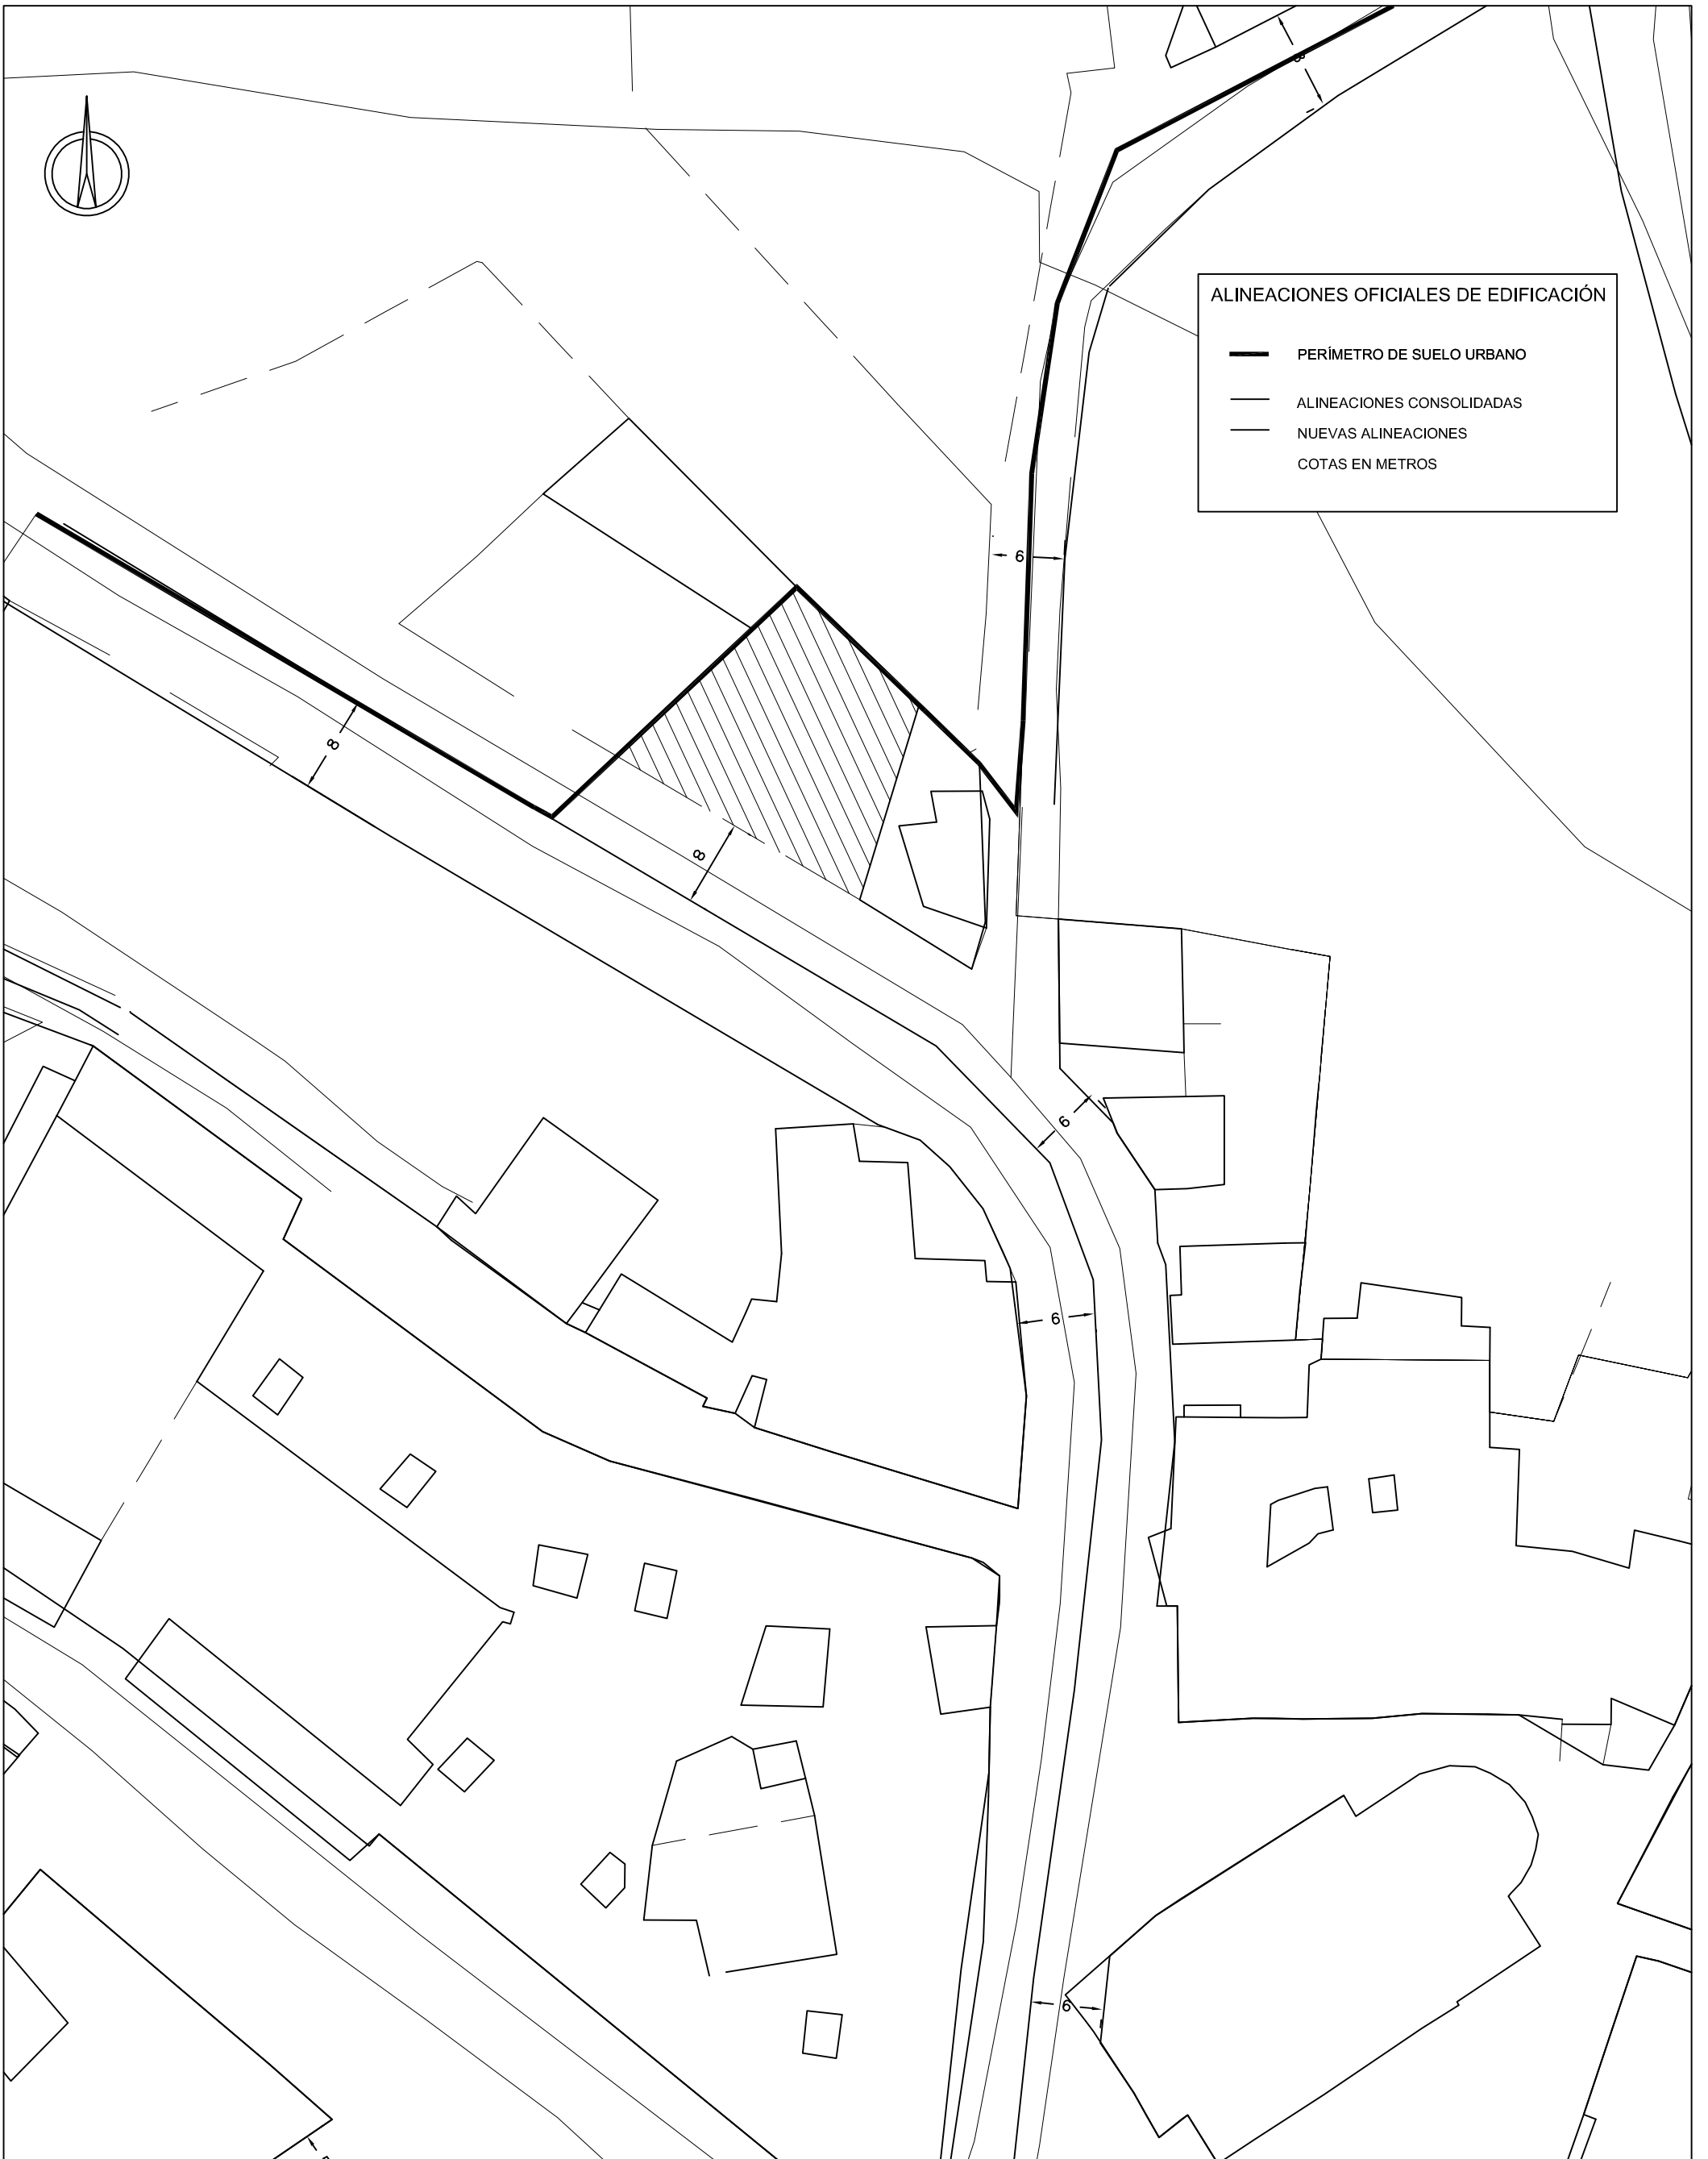 8
ALINEACIONES OFICIALES DE EDIFICACIÓN
PERÍMETRO DE SUELO URBANO
ALINEACIONES CONSOLIDADAS
NUEVAS ALINEACIONES
COTAS EN METROS
6
8
8
6
6
6